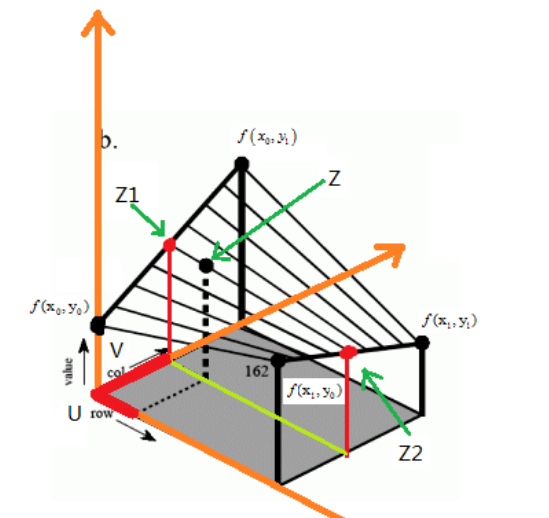 b.
f(x₀, y₁)
Z1
Z
f(x₀, y₀)
f(x₁, y₁)
V
col
162
f(x₁, y₀)
value
U
row
Z2